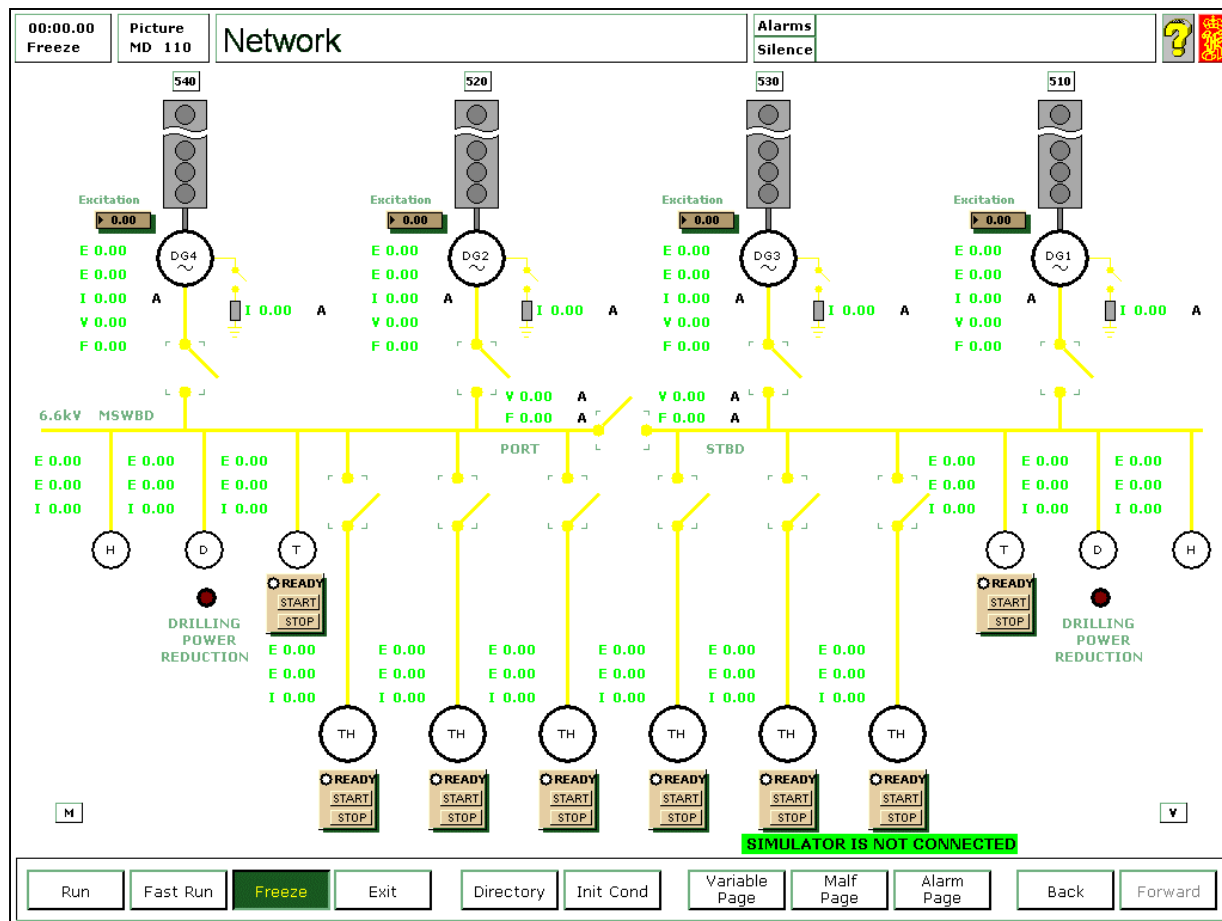 00:00.00 Picture Network Alarms
Freeze MD 110 Silence
?
540 520 530 510
Excitation Excitation Excitation Excitation
0.00 0.00 0.00 0.00
DG4 DG2 DG3 DG1
E 0.00 E 0.00 E 0.00 E 0.00
E 0.00 E 0.00 E 0.00 E 0.00
I 0.00 A I 0.00 A I 0.00 A I 0.00 A
I 0.00 A I 0.00 A I 0.00 A I 0.00 A
V 0.00 V 0.00 V 0.00 V 0.00
F 0.00 F 0.00 F 0.00 F 0.00
V 0.00 A V 0.00 A
6.6kV MSWBD F 0.00 A F 0.00 A
PORT STBD
E 0.00 E 0.00 E 0.00 E 0.00 E 0.00 E 0.00
E 0.00 E 0.00 E 0.00 E 0.00 E 0.00 E 0.00
I 0.00 I 0.00 I 0.00 I 0.00 I 0.00 I 0.00
H D T T D H
READY READY
START START
STOP STOP
DRILLING DRILLING
POWER POWER
REDUCTION REDUCTION
E 0.00 E 0.00 E 0.00 E 0.00 E 0.00 E 0.00
E 0.00 E 0.00 E 0.00 E 0.00 E 0.00 E 0.00
I 0.00 I 0.00 I 0.00 I 0.00 I 0.00 I 0.00
TH TH TH TH TH TH
READY READY READY READY READY READY
START START START START START START
STOP STOP STOP STOP STOP STOP
M V
SIMULATOR IS NOT CONNECTED
Run Fast Run Freeze Exit Directory Init Cond Variable Page Malf Page Alarm Page Back Forward